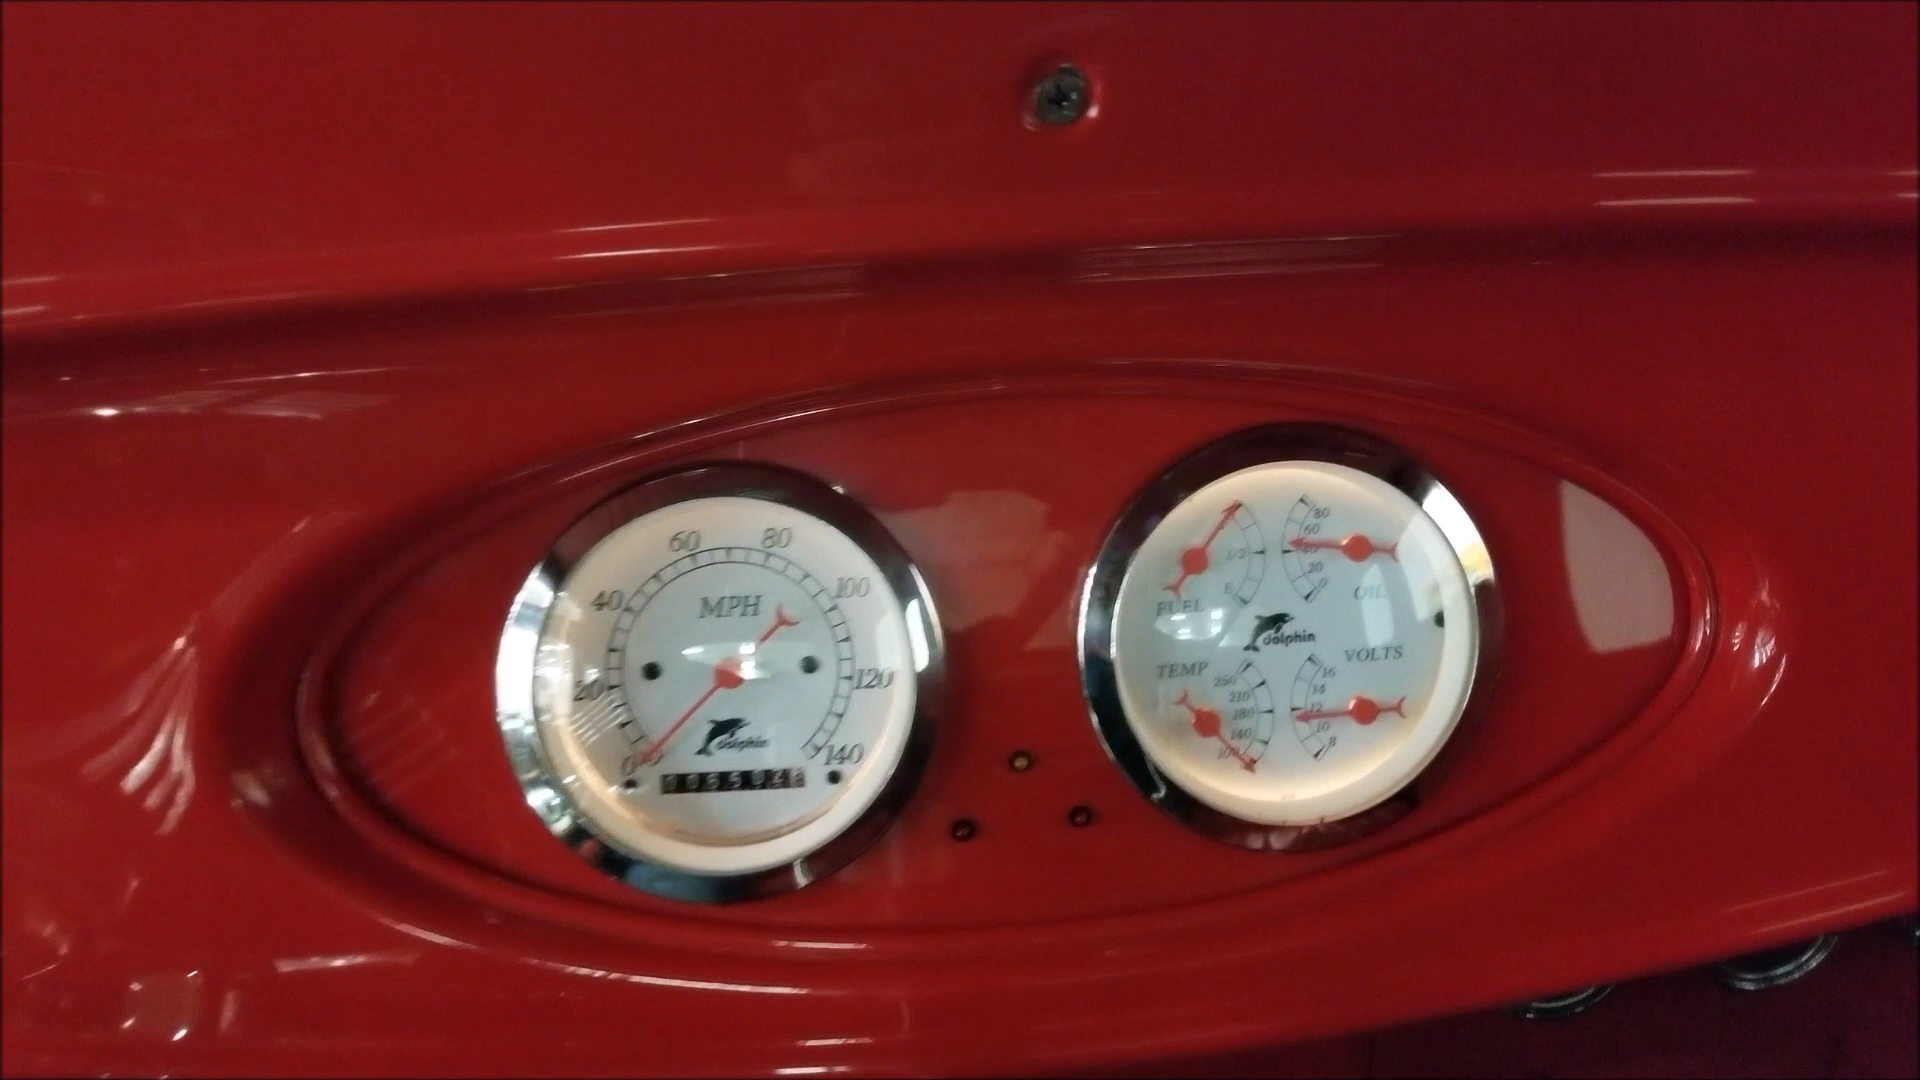 60 80
40 100
MPH
20 120
dolphin
0 140
80
60
1/2 40
20
E 0
FUEL OIL
dolphin
TEMP VOLTS
250 16
210 14
180 12
140 10
100 8